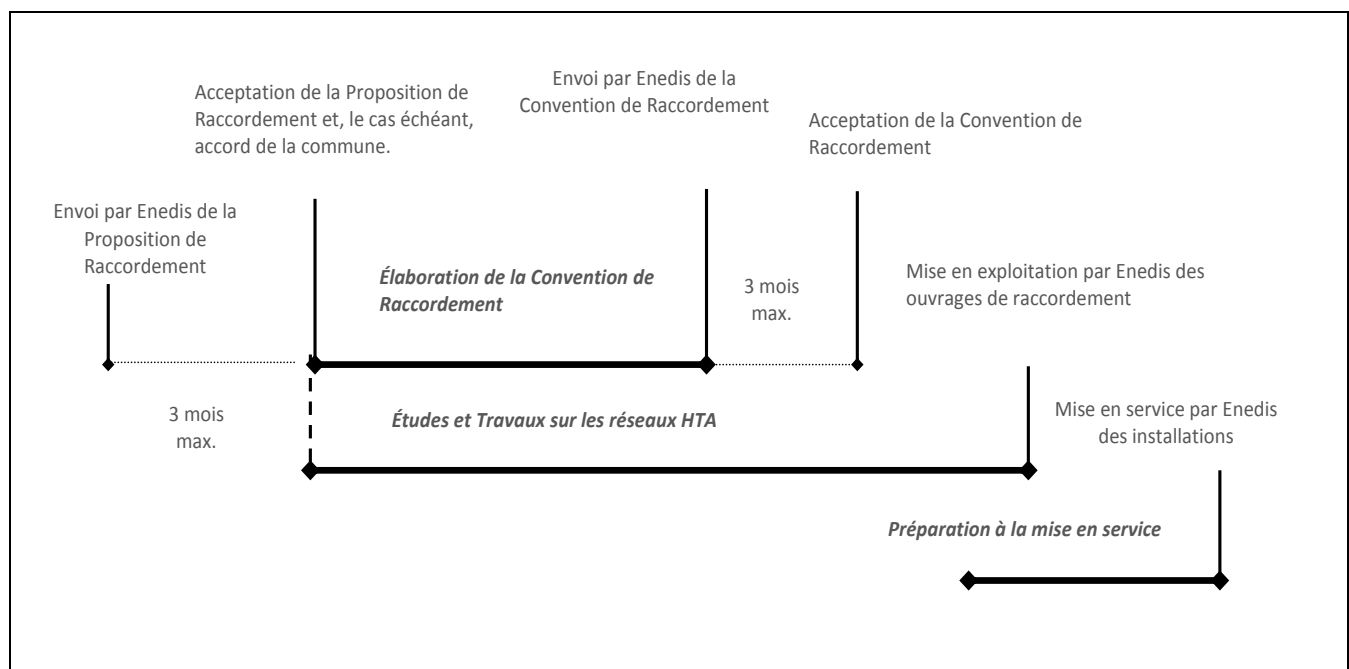 Envoi par Enedis de la
Convention de Raccordement
Acceptation de la Proposition de
Raccordement et, le cas échéant,
accord de la commune.
Acceptation de la Convention de
Raccordement
Envoi par Enedis de la
Proposition de
Raccordement
Élaboration de la Convention de
Raccordement
3 mois
max.
Mise en exploitation par Enedis des
ouvrages de raccordement
3 mois
max.
Études et Travaux sur les réseaux HTA
Mise en service par Enedis
des installations
Préparation à la mise en service